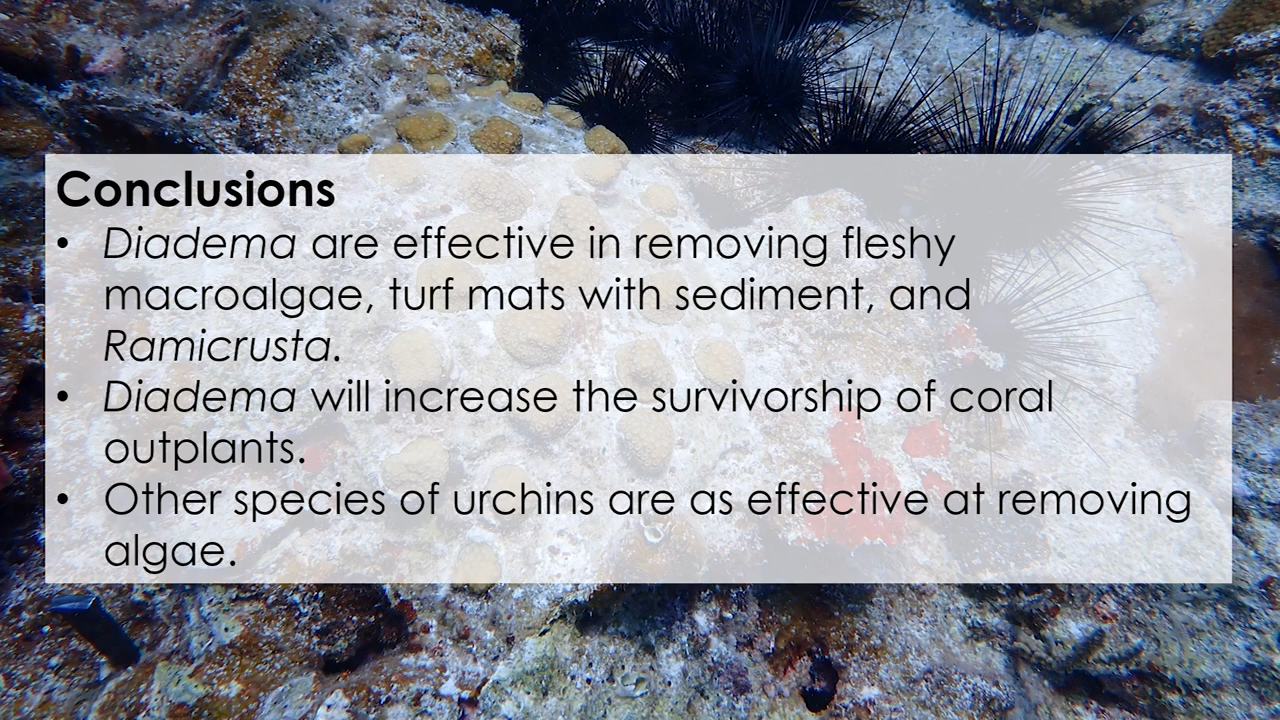 Conclusions
• Diadema are effective in removing fleshy
macroalgae, turf mats with sediment, and
Ramicrusta.
• Diadema will increase the survivorship of coral
outplants.
• Other species of urchins are as effective at removing
algae.